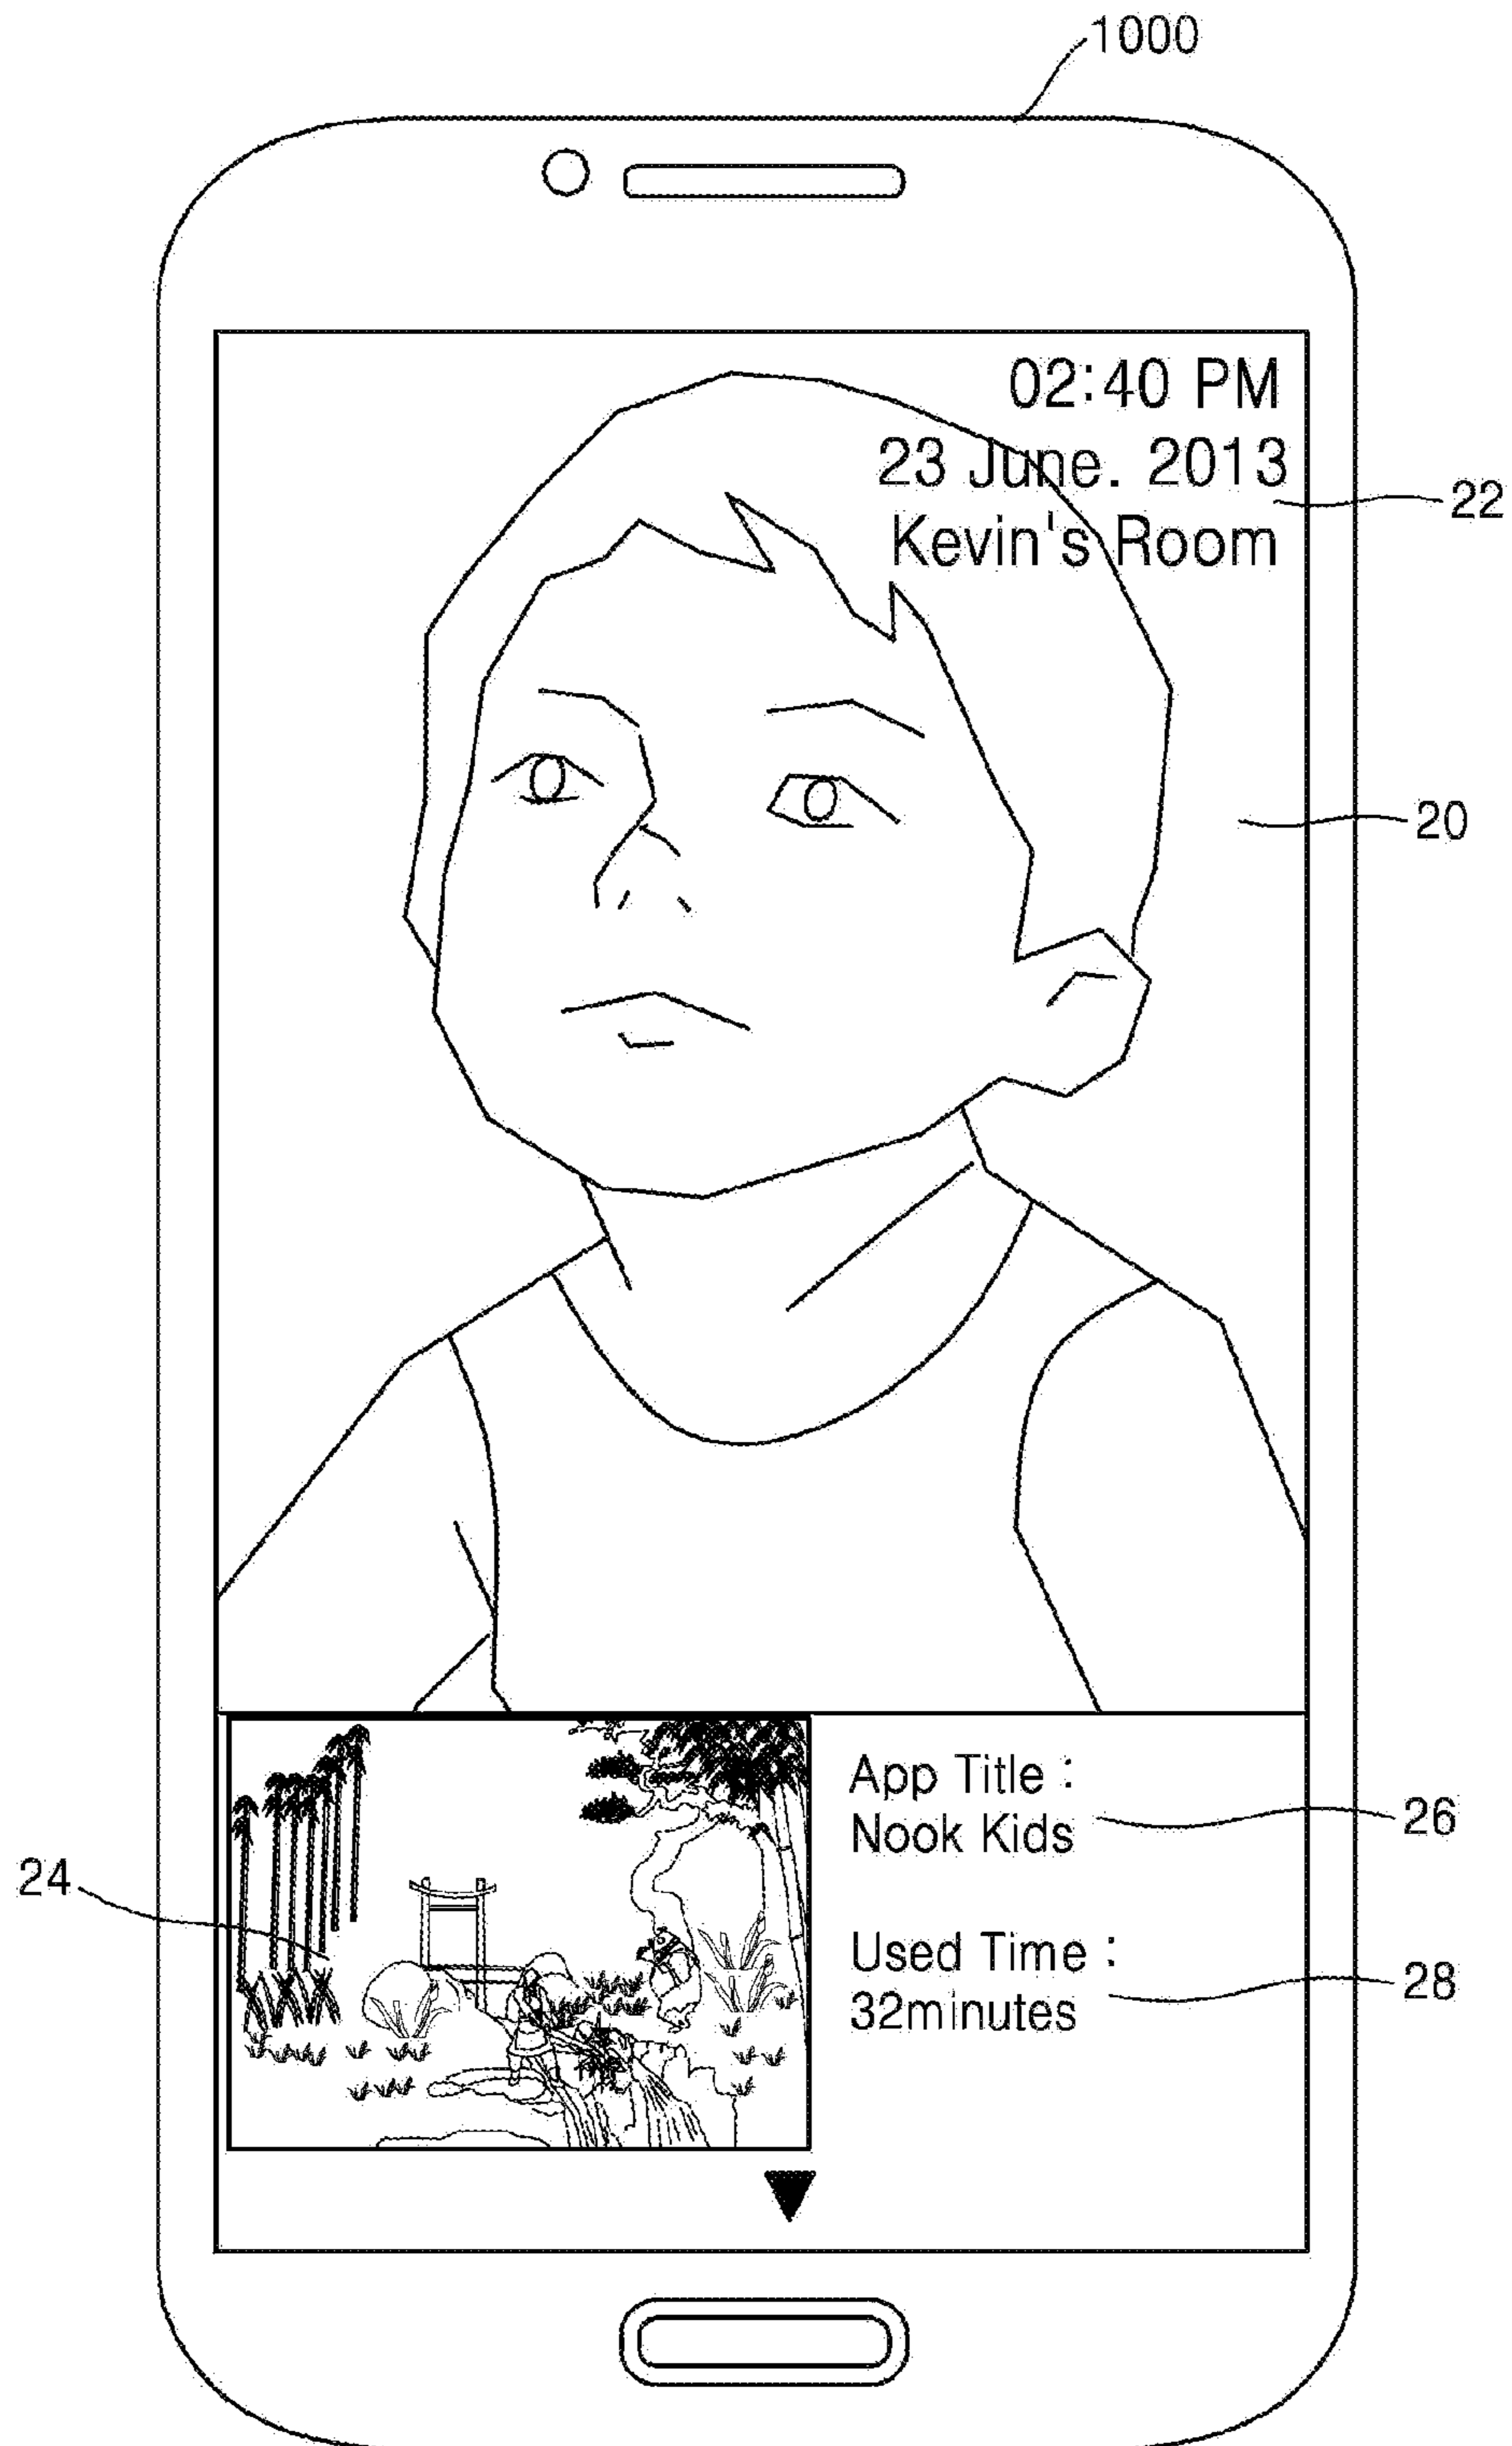 1000
02:40 PM
23 June. 2013
22
Kevin's Room
20
App Title :
Nook Kids
26
24
Used Time :
28
32minutes